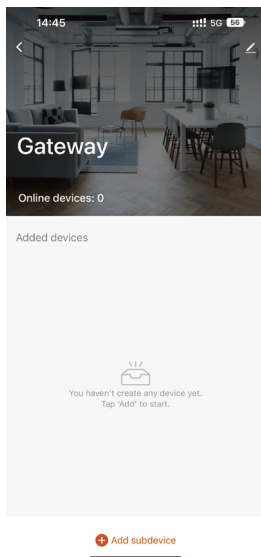 14:45
5G 56
Gateway
Online devices: 0
Added devices
You haven't create any device yet.
Tap 'Add' to start.
Add subdevice